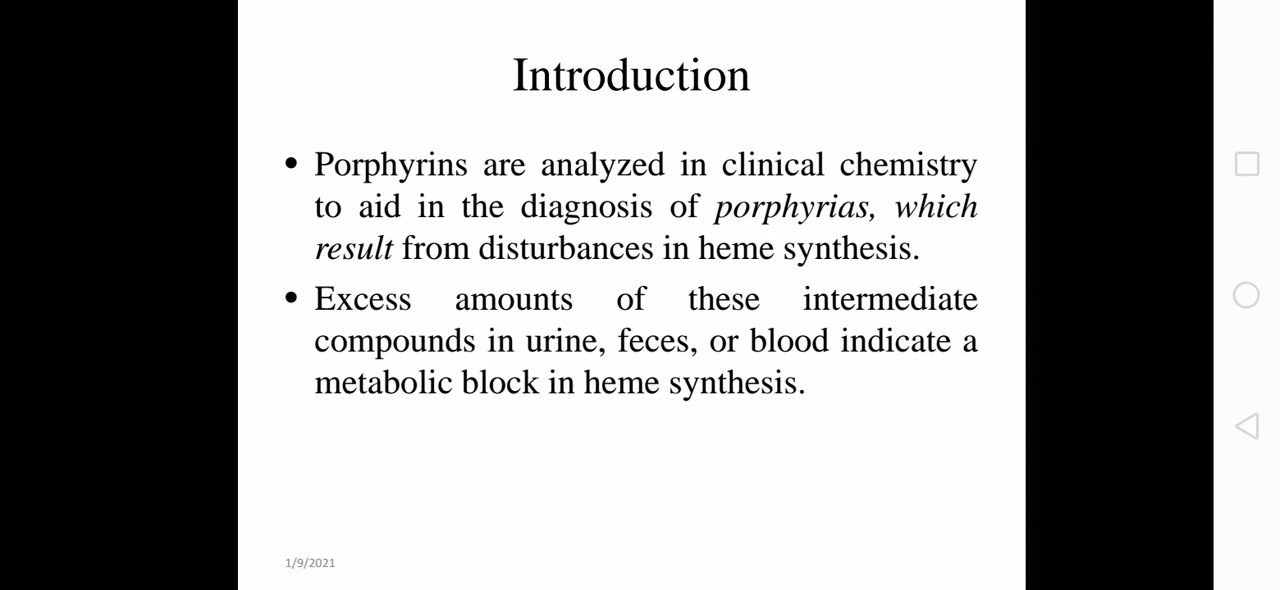 Introduction
• Porphyrins are analyzed in clinical chemistry
to aid in the diagnosis of porphyrias, which
result from disturbances in heme synthesis.
• Excess amounts of these intermediate
compounds in urine, feces, or blood indicate a
metabolic block in heme synthesis.
1/9/2021